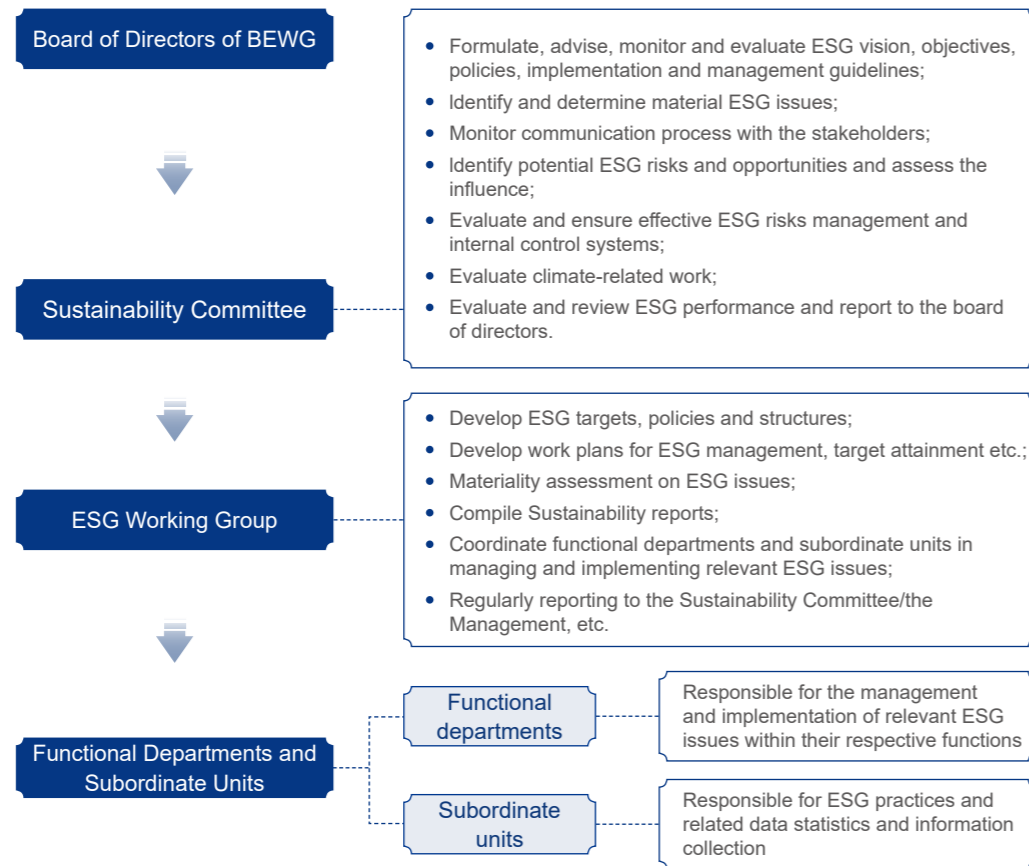 Board of Directors of BEWG
• Formulate, advise, monitor and evaluate ESG vision, objectives,
policies, implementation and management guidelines;
• Identify and determine material ESG issues;
• Monitor communication process with the stakeholders;
• Identify potential ESG risks and opportunities and assess the
influence;
• Evaluate and ensure effective ESG risks management and
internal control systems;
• Evaluate climate-related work;
• Evaluate and review ESG performance and report to the board
of directors.
Sustainability Committee
• Develop ESG targets, policies and structures;
• Develop work plans for ESG management, target attainment etc.;
• Materiality assessment on ESG issues;
• Compile Sustainability reports;
• Coordinate functional departments and subordinate units in
managing and implementing relevant ESG issues;
• Regularly reporting to the Sustainability Committee/the
Management, etc.
ESG Working Group
Functional Departments and
Subordinate Units
Functional
departments
Responsible for the management
and implementation of relevant ESG
issues within their respective functions
Subordinate
units
Responsible for ESG practices and
related data statistics and information
collection